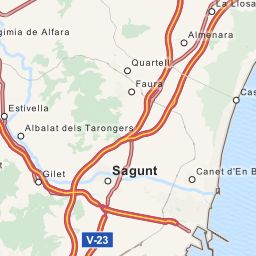 La Llosa
gimia de Alfara
Almenara
Quartell
Faura
Cas
Estivella
Albalat dels Tarongers
Gilet
Sagunt
Canet d'En B
V-23